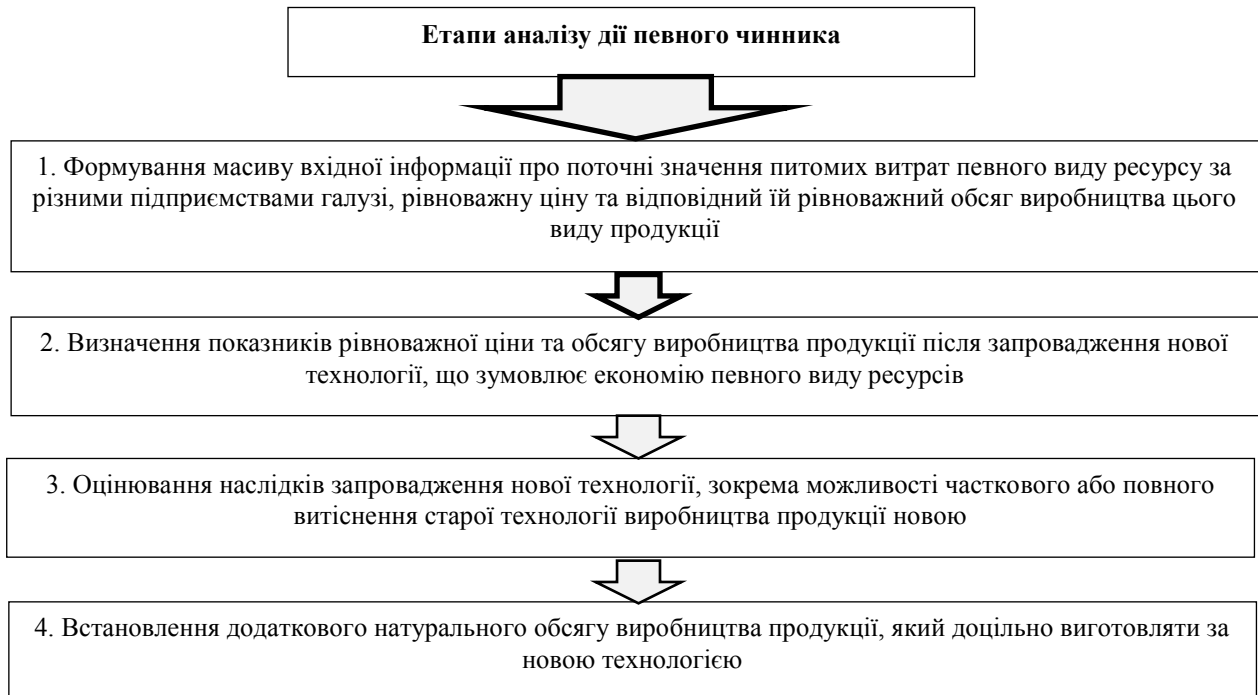 Етапи аналізу дії певного чинника
1. Формування масиву вхідної інформації про поточні значення питомих витрат певного виду ресурсу за
різними підприємствами галузі, рівноважну ціну та відповідний їй рівноважний обсяг виробництва цього
виду продукції
2. Визначення показників рівноважної ціни та обсягу виробництва продукції після запровадження нової
технології, що зумовлює економію певного виду ресурсів
3. Оцінювання наслідків запровадження нової технології, зокрема можливості часткового або повного
витіснення старої технології виробництва продукції новою
4. Встановлення додаткового натурального обсягу виробництва продукції, який доцільно виготовляти за
новою технологією